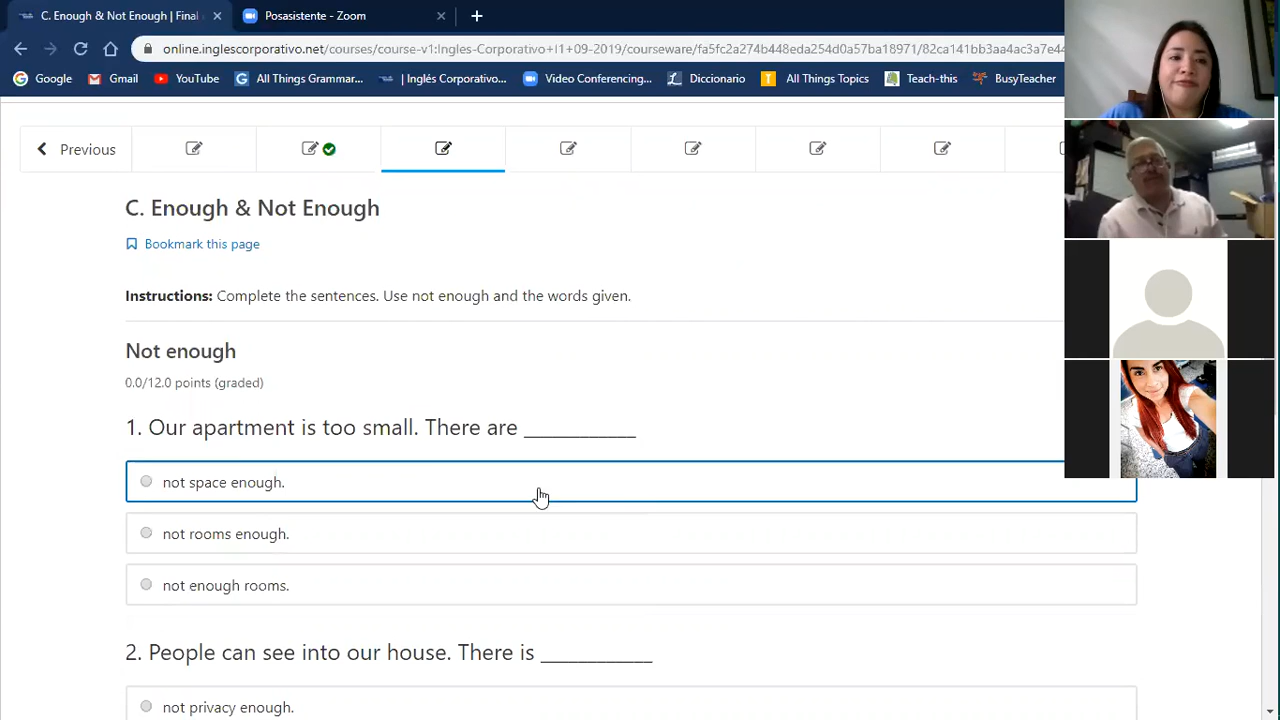 C. Enough & Not Enough | Final
Posasistente - Zoom
online.inglescorporativo.net/courses/course-v1:Ingles-Corporativo+I1+09-2019/courseware/fa5fc2a274b448eda254d0a57ba18971/82ca141bb3aa4ac3a7e44
Google
Gmail
YouTube
All Things Grammar...
| Inglés Corporativo...
Video Conferencing...
Diccionario
All Things Topics
Teach-this
BusyTeacher
Previous
C. Enough & Not Enough
Bookmark this page
Instructions: Complete the sentences. Use not enough and the words given.
Not enough
0.0/12.0 points (graded)
1. Our apartment is too small. There are ____________
not space enough.
not rooms enough.
not enough rooms.
2. People can see into our house. There is ____________
not privacy enough.